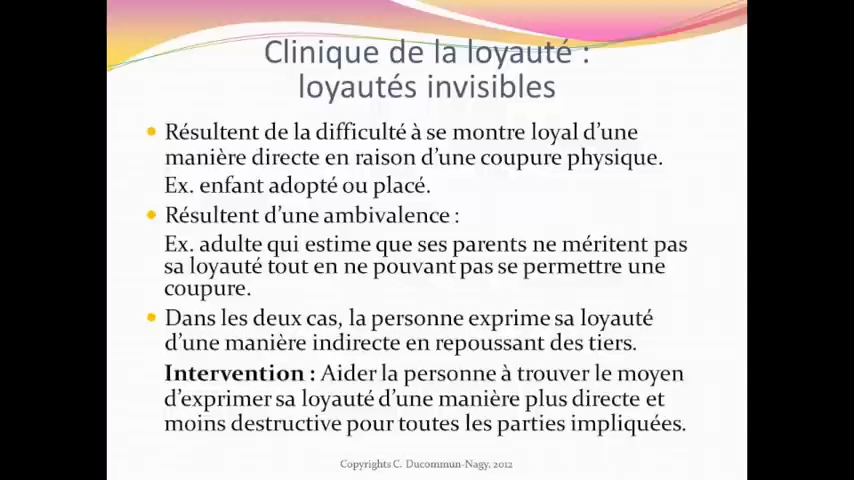 Clinique de la loyauté :
loyautés invisibles
Résultent de la difficulté à se montre loyal d'une
manière directe en raison d'une coupure physique.
Ex. enfant adopté ou placé.
Résultent d'une ambivalence :
Ex. adulte qui estime que ses parents ne méritent pas
sa loyauté tout en ne pouvant pas se permettre une
coupure.
Dans les deux cas, la personne exprime sa loyauté
d'une manière indirecte en repoussant des tiers.
Intervention : Aider la personne à trouver le moyen
d'exprimer sa loyauté d'une manière plus directe et
moins destructive pour toutes les parties impliquées.
Copyrights C. Ducommun-Nagy, 2012